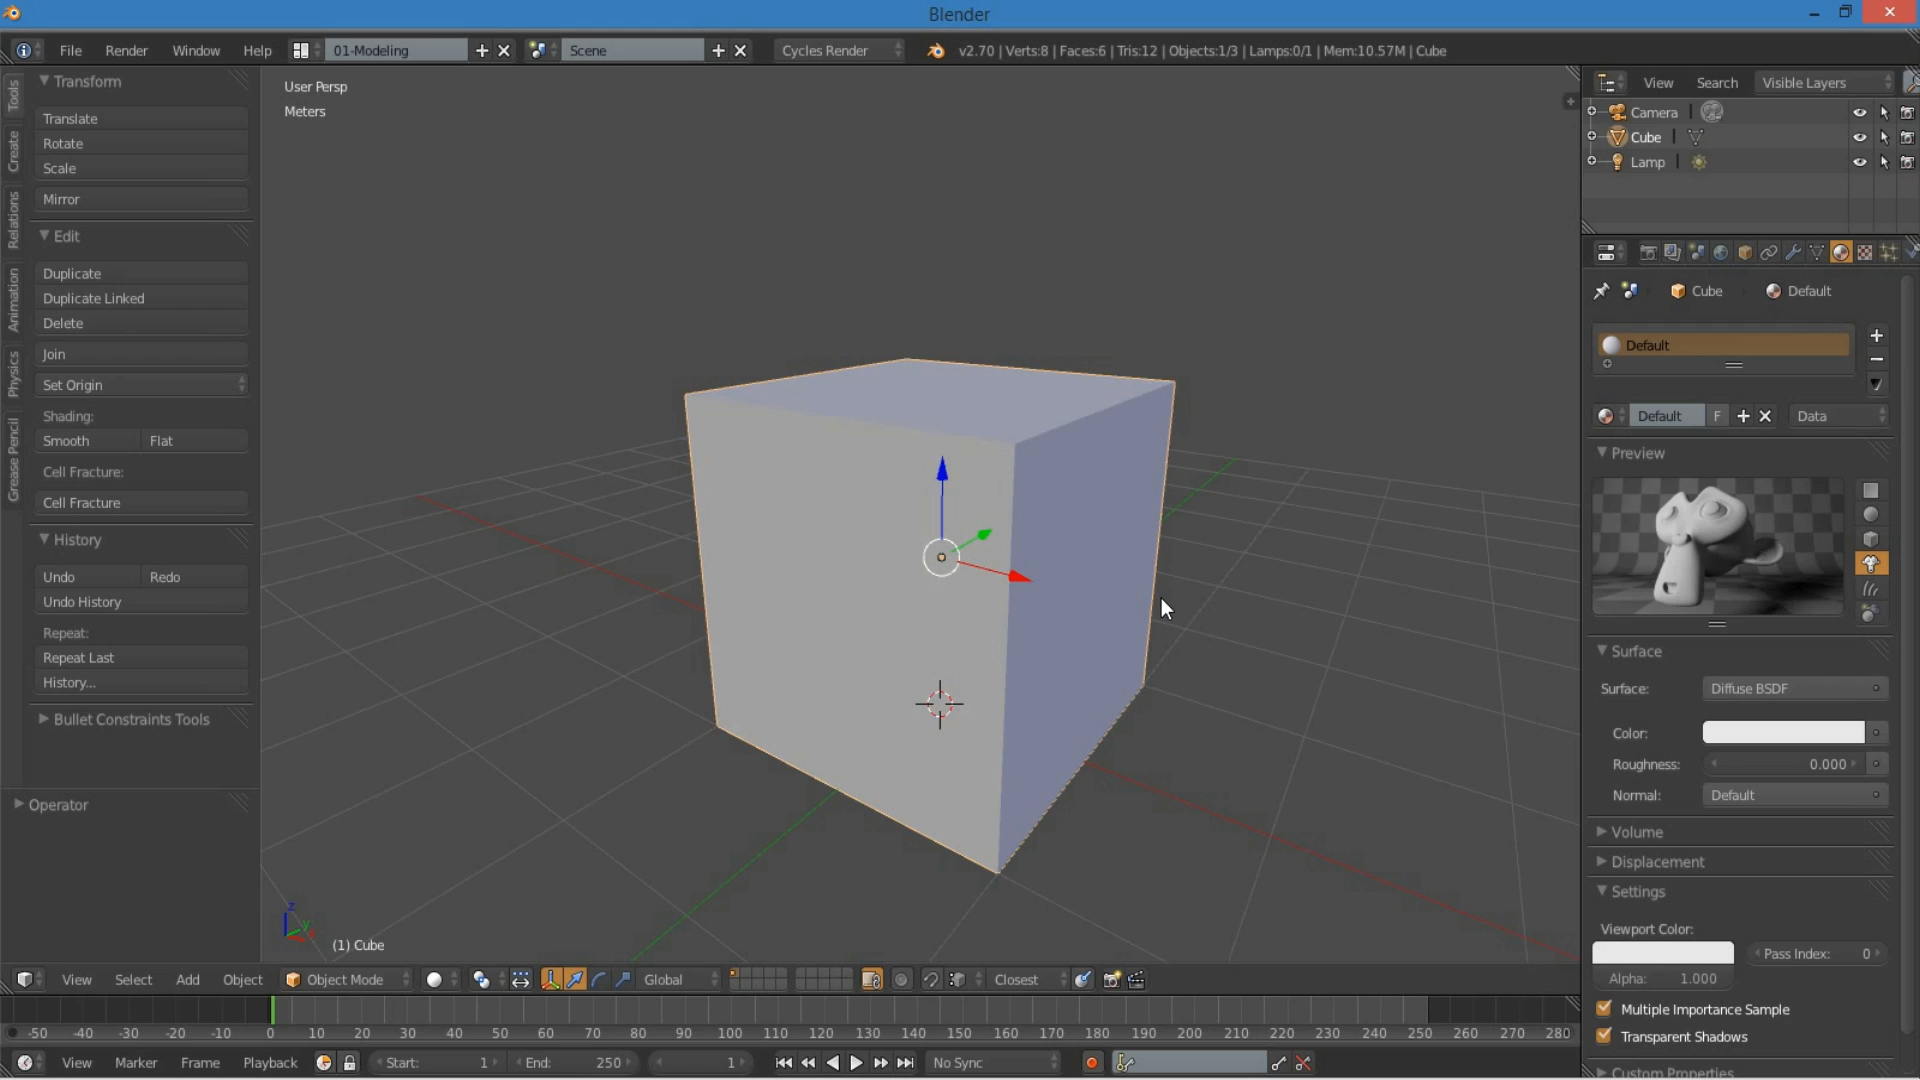 Blender
File Render Window Help 01-Modeling Scene Cycles Render v2.70 | Verts:8 | Faces:6 | Tris:12 | Objects:1/3 | Lamps:0/1 | Mem:10.57M | Cube
Tools
Create
Relations
Animation
Physics
Grease Pencil
Transform
Translate
Rotate
Scale
Mirror
Edit
Duplicate
Duplicate Linked
Delete
Join
Set Origin
Shading:
Smooth Flat
Cell Fracture:
Cell Fracture
History
Undo Redo
Undo History
Repeat:
Repeat Last
History...
Bullet Constraints Tools
Operator
User Persp
Meters
z
y
(1) Cube
View Search Visible Layers
Camera
Cube
Lamp
Cube Default
Default
Default F Data
Preview
Surface
Surface: Diffuse BSDF
Color:
Roughness: 0.000
Normal: Default
Volume
Displacement
Settings
Viewport Color:
Pass Index: 0
Alpha: 1.000
Multiple Importance Sample
Transparent Shadows
Custom Properties
View Select Add Object Object Mode Global Closest
-50 -40 -30 -20 -10 0 10 20 30 40 50 60 70 80 90 100 110 120 130 140 150 160 170 180 190 200 210 220 230 240 250 260 270 280
View Marker Frame Playback Start: 1 End: 250 1 No Sync